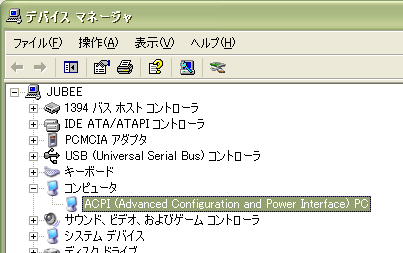 デバイス マネージャ
ファイル(F) 操作(A) 表示(V) ヘルプ(H)
JUBEE
1394 バス ホスト コントローラ
IDE ATA/ATAPI コントローラ
PCMCIA アダプタ
USB (Universal Serial Bus) コントローラ
キーボード
コンピュータ
ACPI (Advanced Configuration and Power Interface) PC
サウンド、ビデオ、およびゲーム コントローラ
システム デバイス
ディスク ドライブ